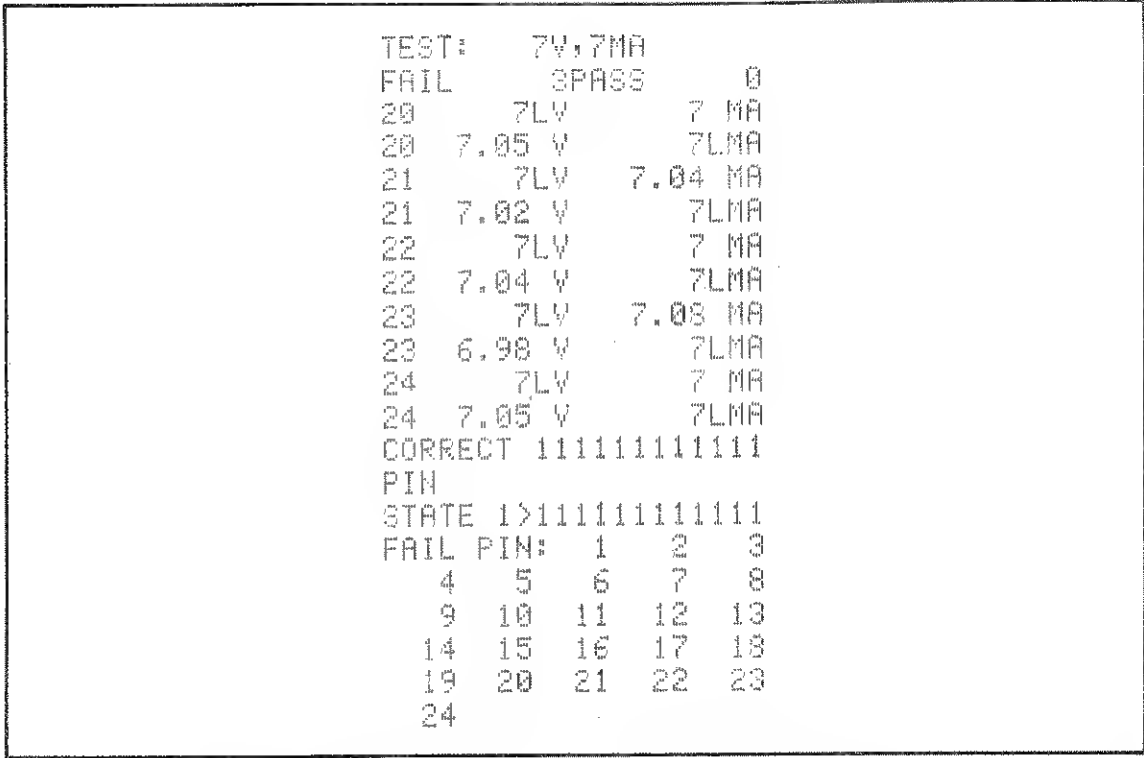 TEST: 7V,7MA
FAIL 3PASS 0
20 7LV 7 MA
20 7.05 V 7LMA
21 7LV 7.04 MA
21 7.02 V 7LMA
22 7LV 7 MA
22 7.04 V 7LMA
23 7LV 7.08 MA
23 6.98 V 7LMA
24 7LV 7 MA
24 7.05 V 7LMA
CORRECT 111111111111
PIN
STATE 1>111111111111
FAIL PIN: 1 2 3
4 5 6 7 8
9 10 11 12 13
14 15 16 17 18
19 20 21 22 23
24